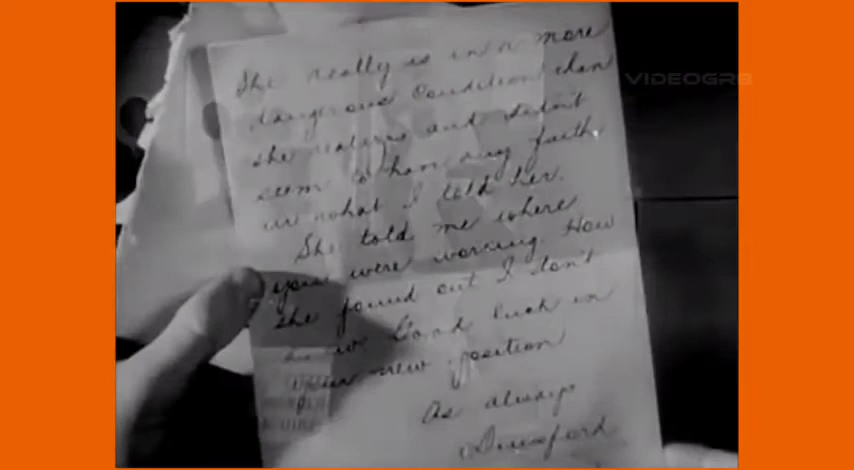 She really is in a more
dangerous condition than
she realizes and didn't
seem to have any faith
in what I told her.
She told me where
you were working. How
she found out I don't
Good luck in
your new position
As always
Dunsford
VIDEOGRB